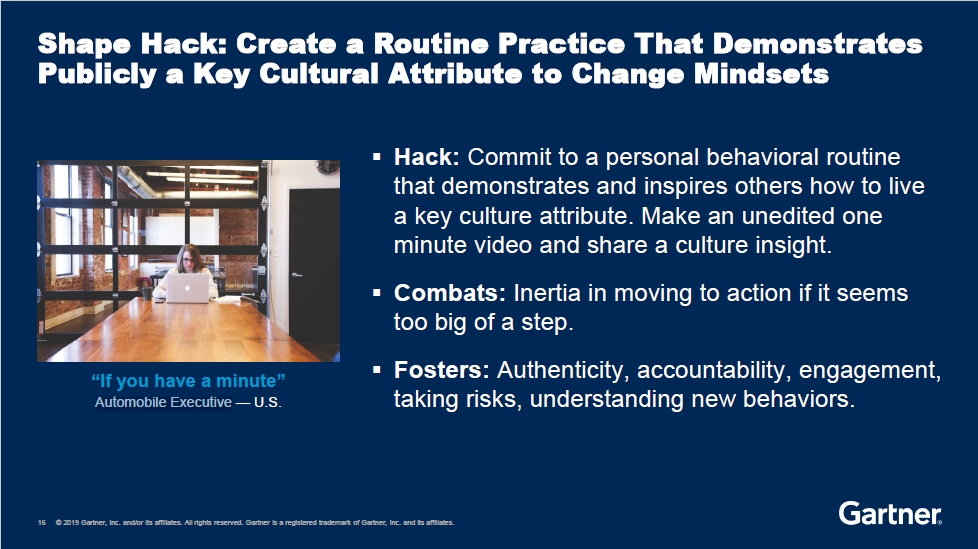 Shape Hack: Create a Routine Practice That Demonstrates
Publicly a Key Cultural Attribute to Change Mindsets
▪ Hack: Commit to a personal behavioral routine
that demonstrates and inspires others how to live
a key culture attribute. Make an unedited one
minute video and share a culture insight.
▪ Combats: Inertia in moving to action if it seems
too big of a step.
▪ Fosters: Authenticity, accountability, engagement,
taking risks, understanding new behaviors.
“If you have a minute”
Automobile Executive — U.S.
16 © 2019 Gartner, Inc. and/or its affiliates. All rights reserved. Gartner is a registered trademark of Gartner, Inc. and its affiliates.
Gartner®